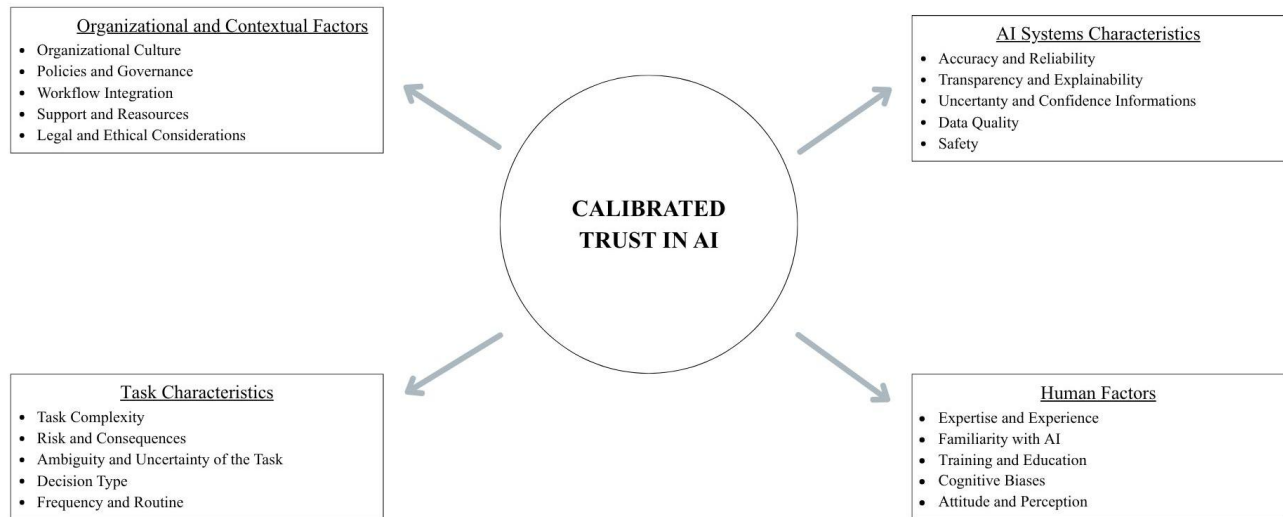 Organizational and Contextual Factors
• Organizational Culture
• Policies and Governance
• Workflow Integration
• Support and Reasources
• Legal and Ethical Considerations
AI Systems Characteristics
• Accuracy and Reliability
• Transparency and Explainability
• Uncertanty and Confidence Informations
• Data Quality
• Safety
CALIBRATED
TRUST IN AI
Task Characteristics
• Task Complexity
• Risk and Consequences
• Ambiguity and Uncertainty of the Task
• Decision Type
• Frequency and Routine
Human Factors
• Expertise and Experience
• Familiarity with AI
• Training and Education
• Cognitive Biases
• Attitude and Perception